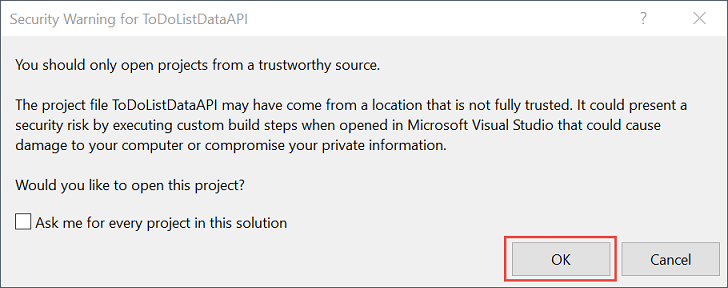 Security Warning for ToDoListDataAPI
You should only open projects from a trustworthy source.
The project file ToDoListDataAPI may have come from a location that is not fully trusted. It could present a
security risk by executing custom build steps when opened in Microsoft Visual Studio that could cause
damage to your computer or compromise your private information.
Would you like to open this project?
Ask me for every project in this solution
OK
Cancel